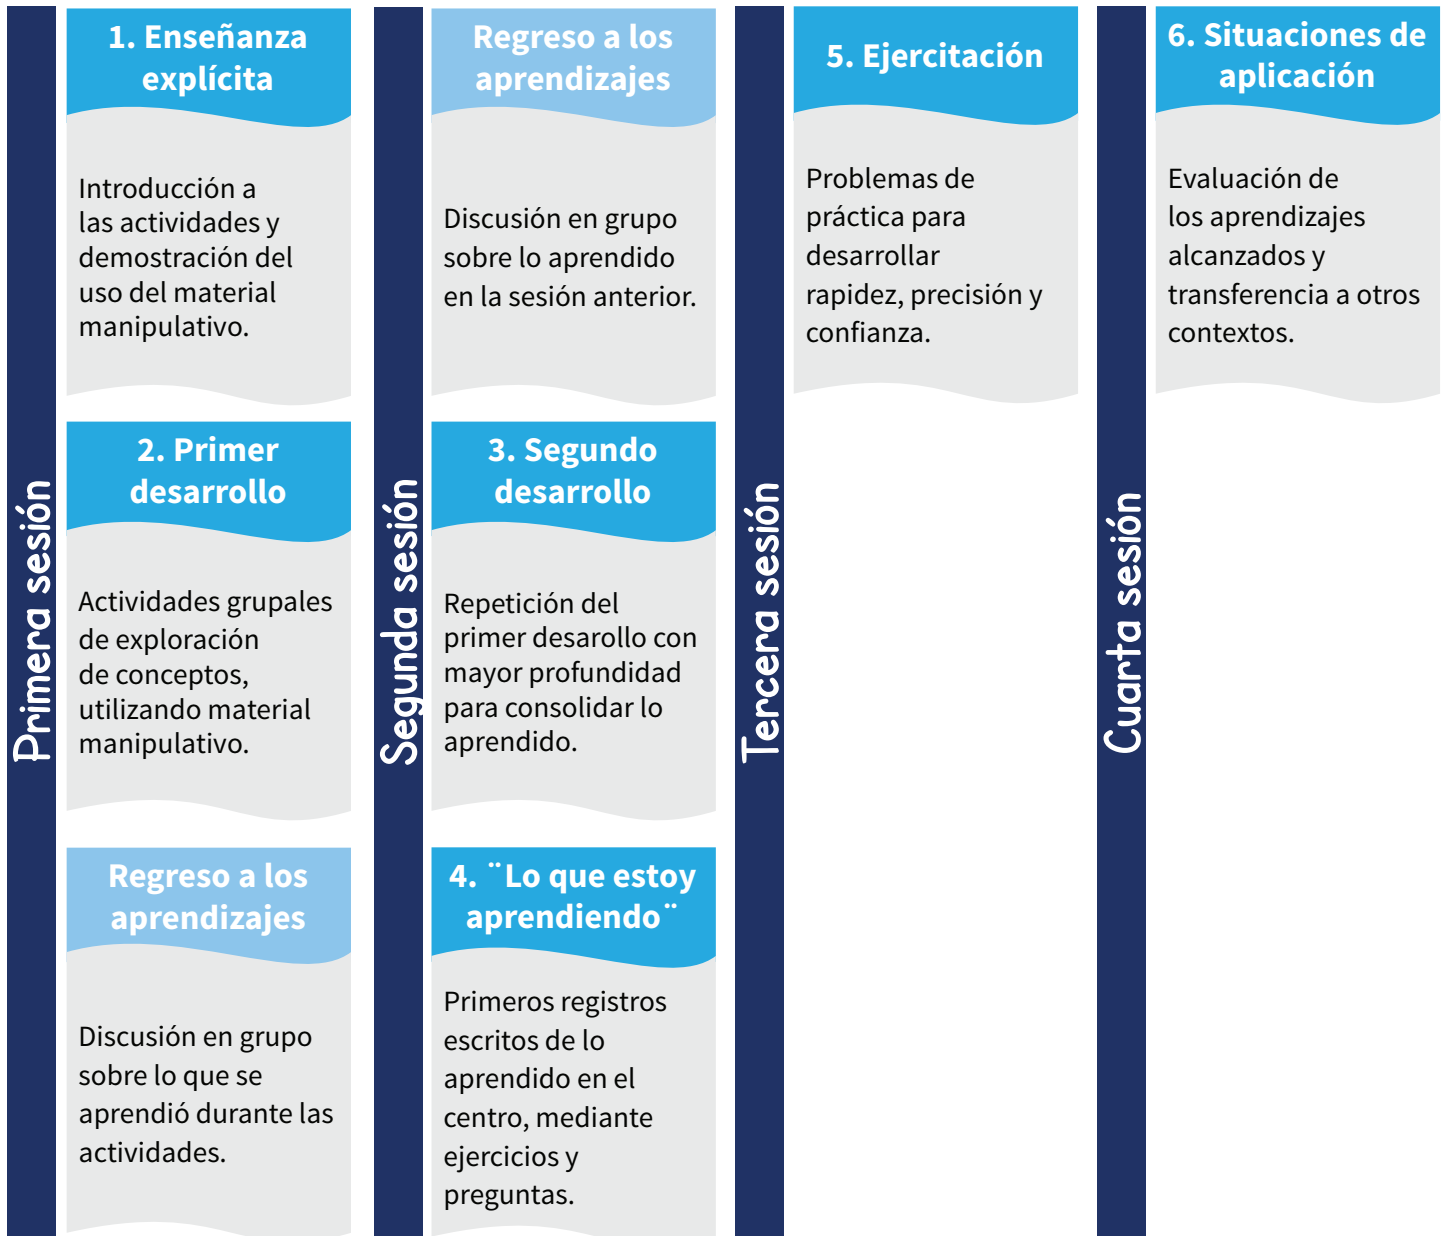 Primera sesión
1. Enseñanza
explícita
Introducción a
las actividades y
demostración del
uso del material
manipulativo.
2. Primer
desarrollo
Actividades grupales
de exploración
de conceptos,
utilizando material
manipulativo.
Regreso a los
aprendizajes
Discusión en grupo
sobre lo que se
aprendió durante las
actividades.
Segunda sesión
Regreso a los
aprendizajes
Discusión en grupo
sobre lo aprendido
en la sesión anterior.
3. Segundo
desarrollo
Repetición del
primer desarollo con
mayor profundidad
para consolidar lo
aprendido.
4. ¨Lo que estoy
aprendiendo¨
Primeros registros
escritos de lo
aprendido en el
centro, mediante
ejercicios y
preguntas.
Tercera sesión
5. Ejercitación
Problemas de
práctica para
desarrollar
rapidez, precisión y
confianza.
Cuarta sesión
6. Situaciones de
aplicación
Evaluación de
los aprendizajes
alcanzados y
transferencia a otros
contextos.